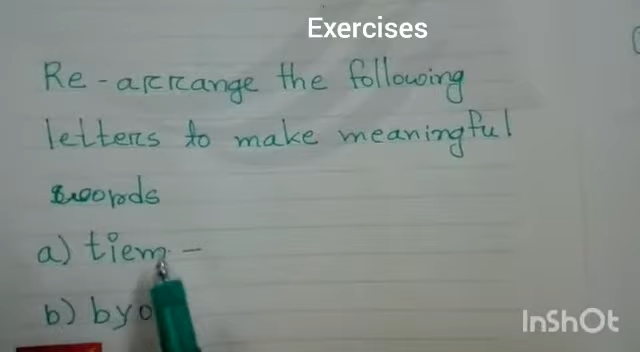 Exercises
Re-arrange the following
letters to make meaningful
words
a) tiem -
b) byo
InShOt